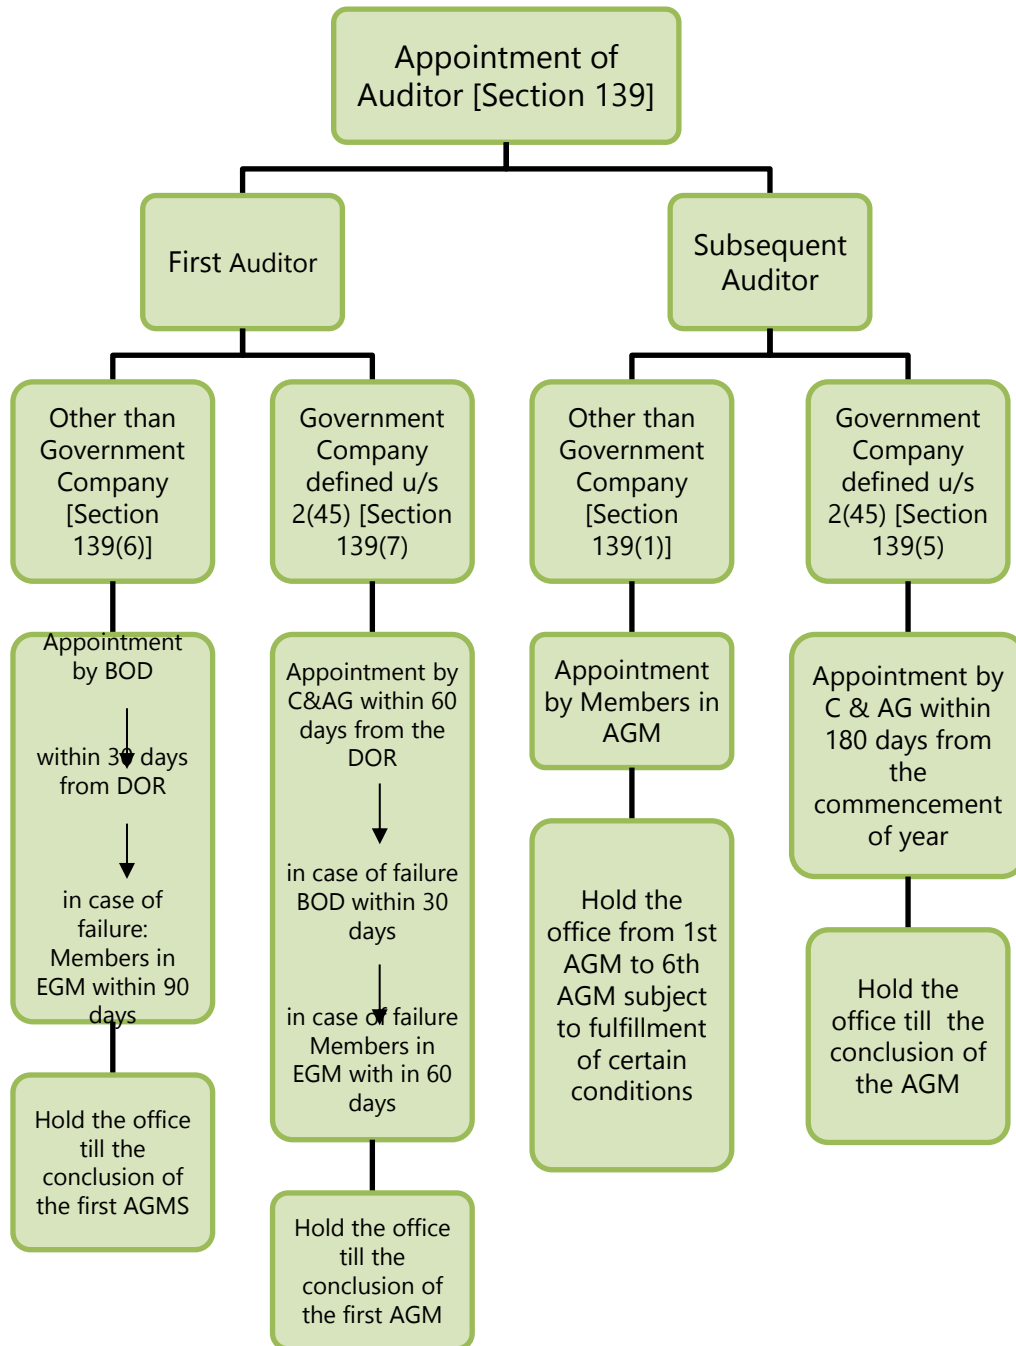 Appointment of
Auditor [Section 139]
First Auditor
Subsequent
Auditor
Other than
Government
Company
[Section
139(6)]
Government
Company
defined u/s
2(45) [Section
139(7)
Other than
Government
Company
[Section
139(1)]
Government
Company
defined u/s
2(45) [Section
139(5)
Appointment
by BOD
within 30 days
from DOR
in case of
failure:
Members in
EGM within 90
days
Appointment by
C&AG within 60
days from the
DOR
in case of failure
BOD within 30
days
in case of failure
Members in
EGM with in 60
days
Appointment
by Members in
AGM
Appointment by
C & AG within
180 days from
the
commencement
of year
Hold the
office from 1st
AGM to 6th
AGM subject
to fulfillment
of certain
conditions
Hold the
office till the
conclusion of
the AGM
Hold the office
till the
conclusion of
the first AGMS
Hold the office
till the
conclusion of
the first AGM